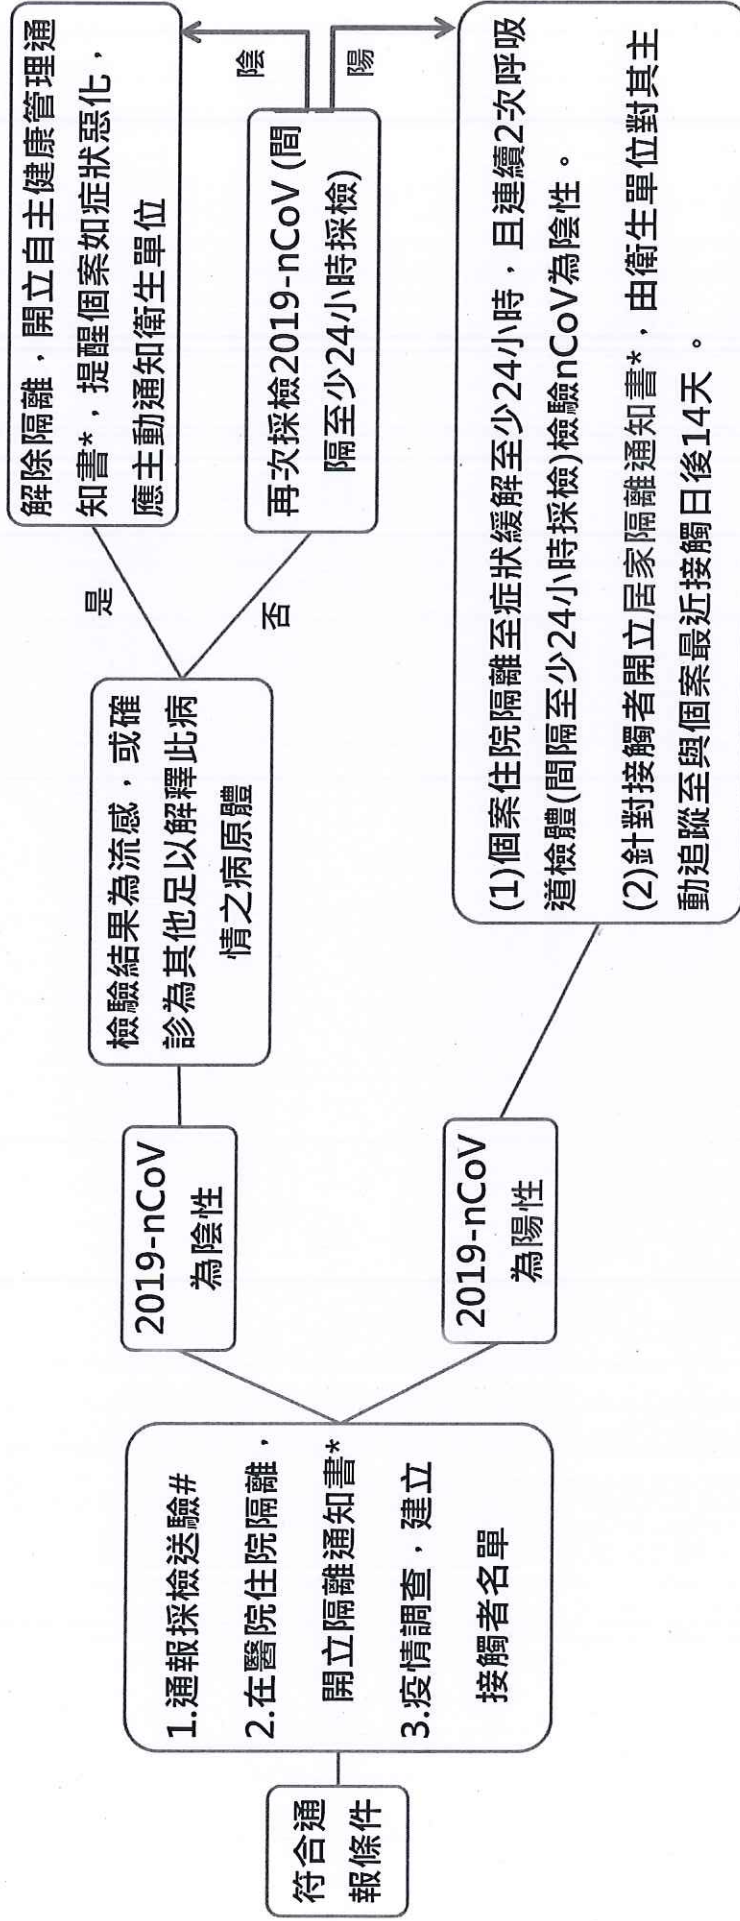 符合通
報條件
1.通報採檢送驗#
2.在醫院住院隔離,
開立隔離通知書*
3.疫情調查,建立
接觸者名單
2019-nCoV
為陰性
檢驗結果為流感,或確
診為其他足以解釋此病
情之病原體
是
解除隔離,開立自主健康管理通
知書*,提醒個案如症狀惡化,
應主動通知衛生單位
否
再次採檢2019-nCoV (間
隔至少24小時採檢)
陰
陽
2019-nCoV
為陽性
(1)個案住院隔離至症狀緩解至少24小時,且連續2次呼吸
道檢體(間隔至少24小時採檢)檢驗nCoV為陰性。
(2)針對接觸者開立居家隔離通知書*,由衛生單位對其主
動追蹤至與個案最近接觸日後14天。